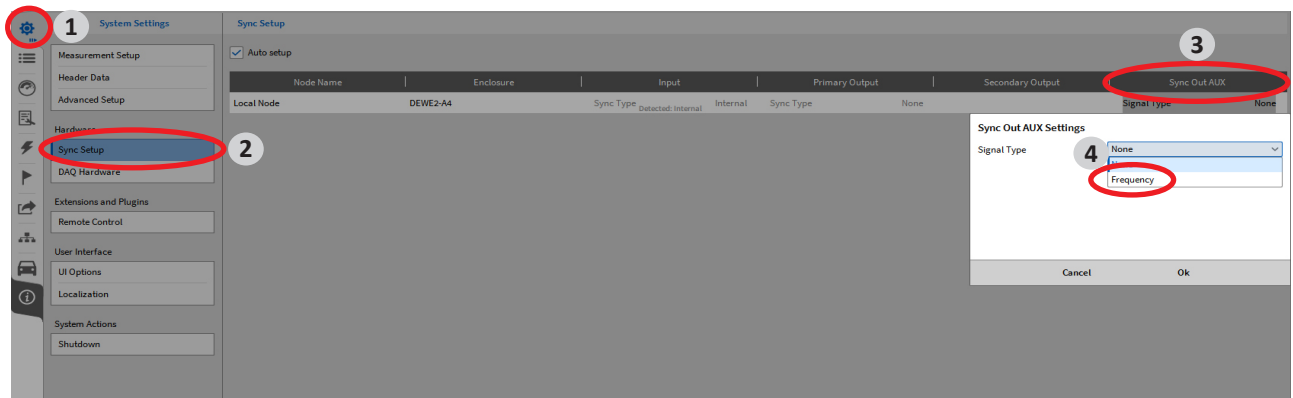 1
System Settings
Sync Setup
Measurement Setup
Header Data
Advanced Setup
Hardware
Sync Setup
2
DAQ Hardware
Extensions and Plugins
Remote Control
User Interface
UI Options
Localization
System Actions
Shutdown
Auto setup
3
Node Name Enclosure Input Primary Output Secondary Output Sync Out AUX
Local Node DEWE2-A4 Sync Type Detected: Internal Internal Sync Type None Signal Type None
Sync Out AUX Settings
Signal Type 4 None
Frequency
Cancel Ok